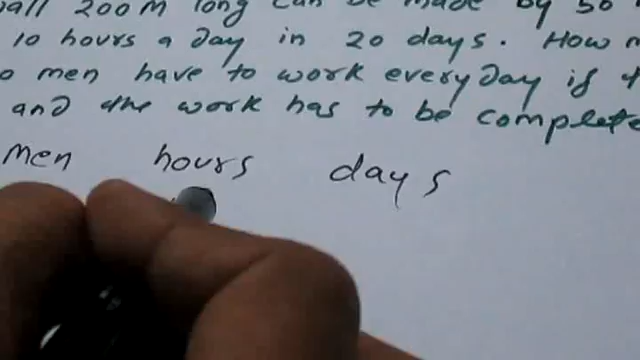 all 200 m long can be made by 50
10 hours a day in 20 days. How
men have to work everyday if
and the work has to be complete
Men hours days